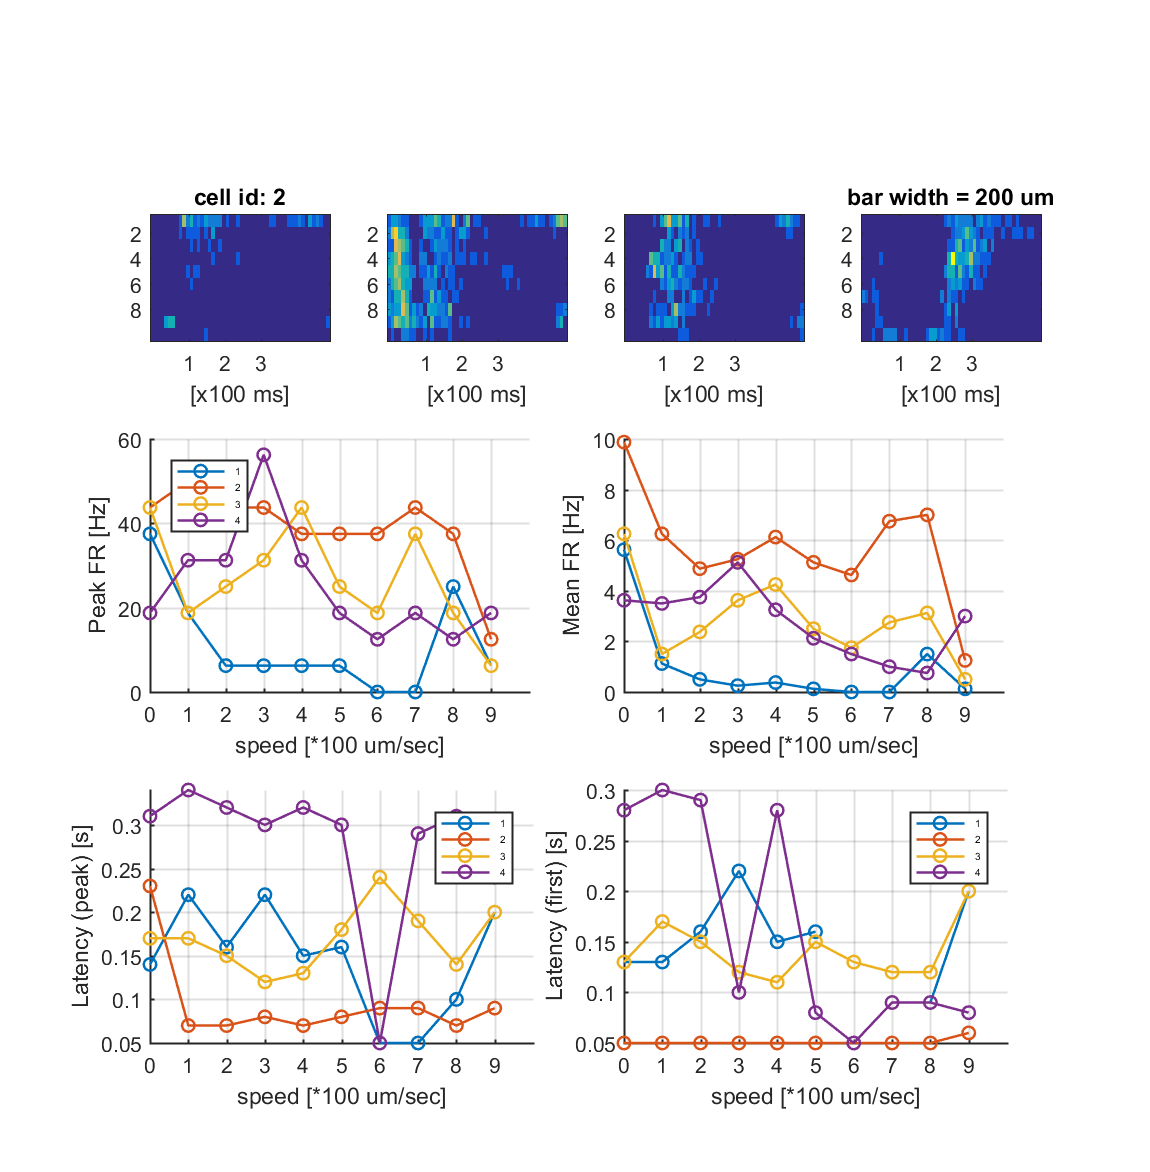 cell id: 2
bar width = 200 um
2
4
6
8
1 2 3
[x100 ms]
2
4
6
8
1 2 3
[x100 ms]
2
4
6
8
1 2 3
[x100 ms]
2
4
6
8
1 2 3
[x100 ms]
Peak FR [Hz]
60
40
20
0
1
2
3
4
0 1 2 3 4 5 6 7 8 9
speed [*100 um/sec]
Mean FR [Hz]
10
8
6
4
2
0
0 1 2 3 4 5 6 7 8 9
speed [*100 um/sec]
Latency (peak) [s]
0.3
0.25
0.2
0.15
0.1
0.05
1
2
3
4
0 1 2 3 4 5 6 7 8 9
speed [*100 um/sec]
Latency (first) [s]
0.3
0.25
0.2
0.15
0.1
0.05
1
2
3
4
0 1 2 3 4 5 6 7 8 9
speed [*100 um/sec]